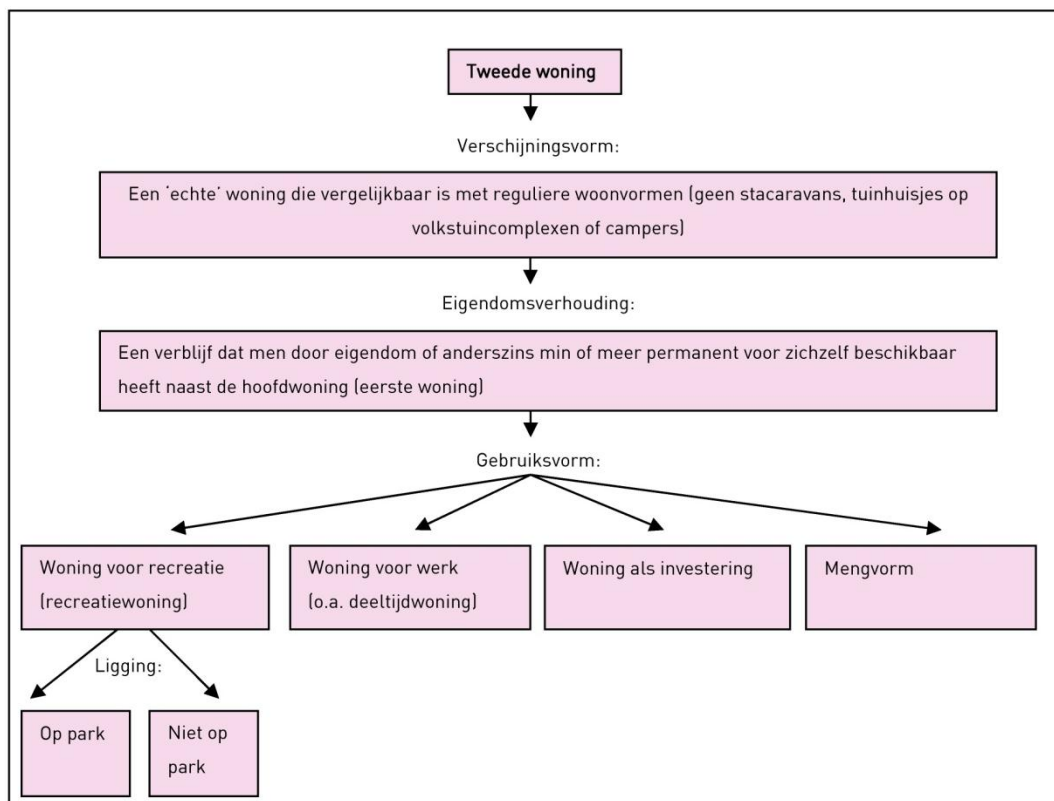 Tweede woning
Verschijningsvorm:
Een 'echte' woning die vergelijkbaar is met reguliere woonvormen (geen stacaravans, tuinhuisjes op
volkstuincomplexen of campers)
Eigendomsverhouding:
Een verblijf dat men door eigendom of anderszins min of meer permanent voor zichzelf beschikbaar
heeft naast de hoofdwoning (eerste woning)
Gebruiksvorm:
Woning voor recreatie
(recreatiewoning)
Woning voor werk
(o.a. deeltijdwoning)
Woning als investering
Mengvorm
Ligging:
Op park
Niet op
park